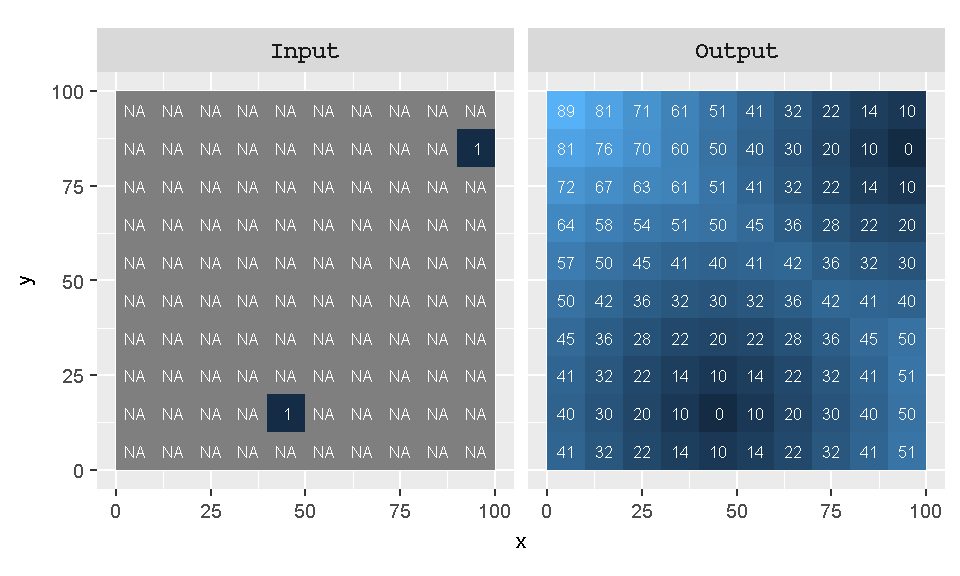 Input Output
100 NA NA NA NA NA NA NA NA NA NA 89 81 71 61 51 41 32 22 14 10
NA NA NA NA NA NA NA NA NA 1 81 76 70 60 50 40 30 20 10 0
75 NA NA NA NA NA NA NA NA NA NA 72 67 63 61 51 41 32 22 14 10
NA NA NA NA NA NA NA NA NA NA 64 58 54 51 50 45 36 28 22 20
NA NA NA NA NA NA NA NA NA NA 57 50 45 41 40 41 42 36 32 30
y 50
NA NA NA NA NA NA NA NA NA NA 50 42 36 32 30 32 36 42 41 40
NA NA NA NA NA NA NA NA NA NA 45 36 28 22 20 22 28 36 45 50
25 NA NA NA NA NA NA NA NA NA NA 41 32 22 14 10 14 22 32 41 51
NA NA NA NA 1 NA NA NA NA NA 40 30 20 10 0 10 20 30 40 50
0 NA NA NA NA NA NA NA NA NA NA 41 32 22 14 10 14 22 32 41 51
0 25 50 75 100 0 25 50 75 100
x